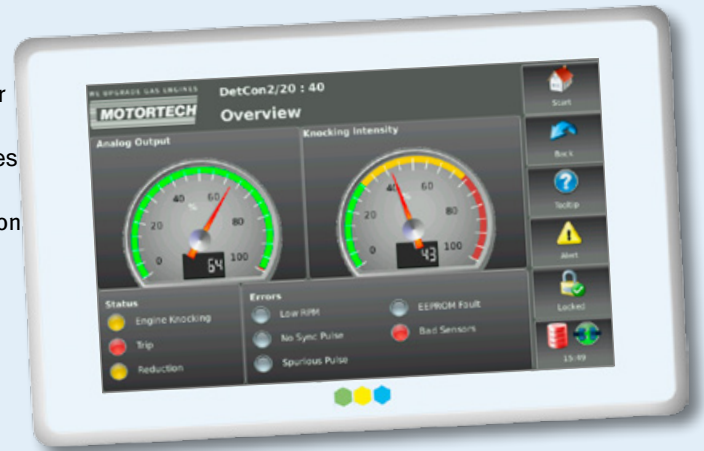 r
es
on
WE UPGRADE GAS ENGINES
MOTORTECH
DetCon2/20 : 40
Overview
Analog Output
0
20
40
60
80
100
%
64
Knocking Intensity
0
20
40
60
80
100
%
43
Status
Engine Knocking
Trip
Reduction
Errors
Low RPM
No Sync Pulse
Spurious Pulse
EEPROM Fault
Bad Sensors
Start
Back
?
Tooltip
!
Alert
Locked
15:49